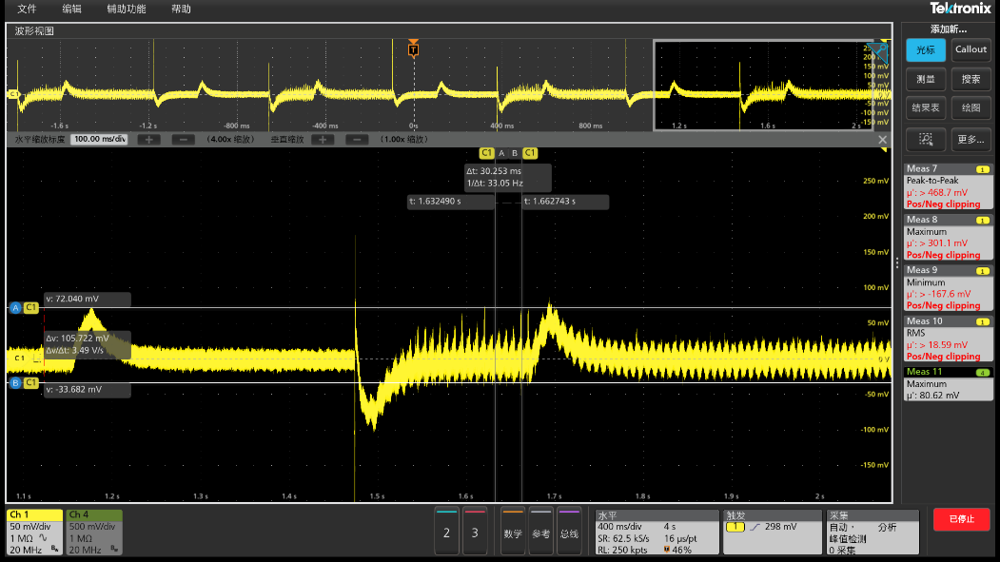 文件 编辑 辅助功能 帮助
Tektronix
波形视图
添加新...
C1
T
200
150 mV
100 mV
50 mV
-50 mV
-100 mV
-150 mV
-1.6 s -1.2 s -800 ms -400 ms 0s 400 ms 800 ms 1.2 s 1.6 s 2 s
水平缩放标度 100.00 ms/div (4.00x 缩放) 垂直缩放 (1.00x 缩放)
C1 A B C1
Δt: 30.253 ms
1/Δt: 33.05 Hz
t: 1.632490 s t: 1.662743 s
250 mV
200 mV
150 mV
100 mV
50 mV
0 V
-50 mV
-100 mV
-150 mV
v: 72.040 mV
A C1
Δv: 105.722 mV
Δv/Δt: 3.49 V/s
C1
B C1
v: -33.682 mV
1.1 s 1.2 s 1.3 s 1.4 s 1.5 s 1.6 s 1.7 s 1.8 s 1.9 s 2 s
光标 Callout
测量 搜索
结果表 绘图
更多...
Meas 7 1
Peak-to-Peak
μ': > 468.7 mV
Pos/Neg clipping
Meas 8 1
Maximum
μ': > 301.1 mV
Pos/Neg clipping
Meas 9 1
Minimum
μ': > -167.6 mV
Pos/Neg clipping
Meas 10 1
RMS
μ': > 18.59 mV
Pos/Neg clipping
Meas 11 4
Maximum
μ': 80.62 mV
Ch 1
50 mV/div
1 MΩ
20 MHz
Ch 4
500 mV/div
1 MΩ
20 MHz
2 3 数学 参考 总线
水平
400 ms/div 4 s
SR: 62.5 kS/s 16 μs/pt
RL: 250 kpts 46%
触发
1 298 mV
采集
自动, 分析
峰值检测
0 采集
已停止